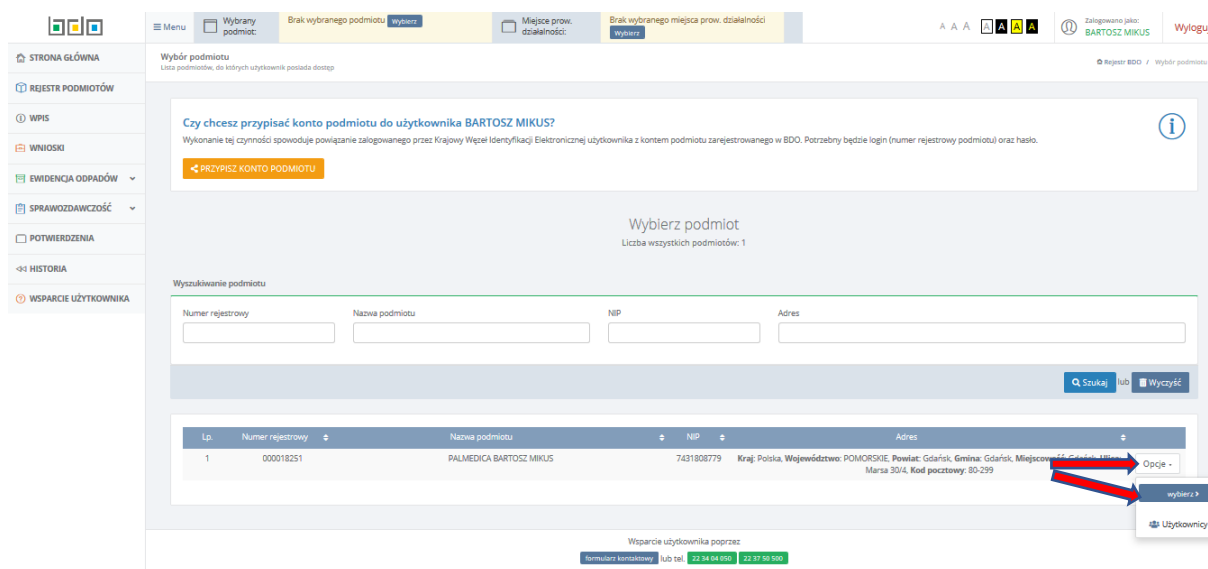 Menu
Wybrany podmiot:
Brak wybranego podmiotu Wybierz
Miejsce prow. działalności:
Brak wybranego miejsca prow. działalności
Wybierz
A A A A A A A
Zalogowano jako:
BARTOSZ MIKUS
Wyloguj
STRONA GŁÓWNA
REJESTR PODMIOTÓW
WPIS
WNIOSKI
EWIDENCJA ODPADÓW
SPRAWOZDAWCZOŚĆ
POTWIERDZENIA
HISTORIA
WSPARCIE UŻYTKOWNIKA
Wybór podmiotu
Lista podmiotów, do których użytkownik posiada dostęp
Rejestr BDO / Wybór podmiotu
Czy chcesz przypisać konto podmiotu do użytkownika BARTOSZ MIKUS?
Wykonanie tej czynności spowoduje powiązanie zalogowanego przez Krajowy Węzeł Identyfikacji Elektronicznej użytkownika z kontem podmiotu zarejestrowanego w BDO. Potrzebny będzie login (numer rejestrowy podmiotu) oraz hasło.
PRZYPISZ KONTO PODMIOTU
Wybierz podmiot
Liczba wszystkich podmiotów: 1
Wyszukiwanie podmiotu
Numer rejestrowy Nazwa podmiotu NIP Adres
Szukaj lub Wyczyść
Lp. Numer rejestrowy Nazwa podmiotu NIP Adres
1 000018251 PALMEDICA BARTOSZ MIKUS 7431808779 Kraj: Polska, Województwo: POMORSKIE, Powiat: Gdańsk, Gmina: Gdańsk,
Marsa 30/4, Kod pocztowy: 80-299
Opcje
wybierz
Użytkownicy
Wsparcie użytkownika poprzez
formularz kontaktowy lub tel. 22 34 04 050 22 37 50 500